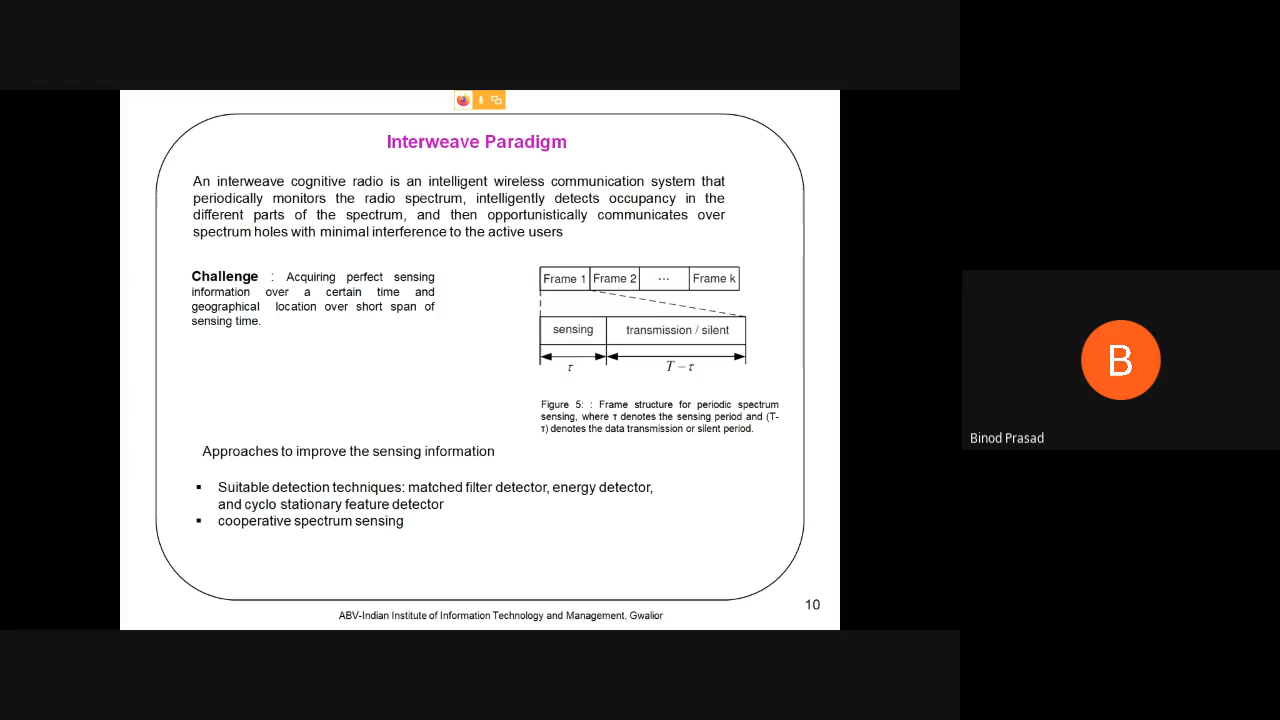 Interweave Paradigm
An interweave cognitive radio is an intelligent wireless communication system that
periodically monitors the radio spectrum, intelligently detects occupancy in the
different parts of the spectrum, and then opportunistically communicates over
spectrum holes with minimal interference to the active users
Challenge : Acquiring perfect sensing
information over a certain time and
geographical location over short span of
sensing time.
Frame 1 Frame 2 ... Frame k
sensing transmission / silent
τ T − τ
Figure 5: : Frame structure for periodic spectrum
sensing, where τ denotes the sensing period and (T-
τ) denotes the data transmission or silent period.
Approaches to improve the sensing information
▪ Suitable detection techniques: matched filter detector, energy detector,
and cyclo stationary feature detector
▪ cooperative spectrum sensing
10
ABV-Indian Institute of Information Technology and Management, Gwalior
B
Binod Prasad